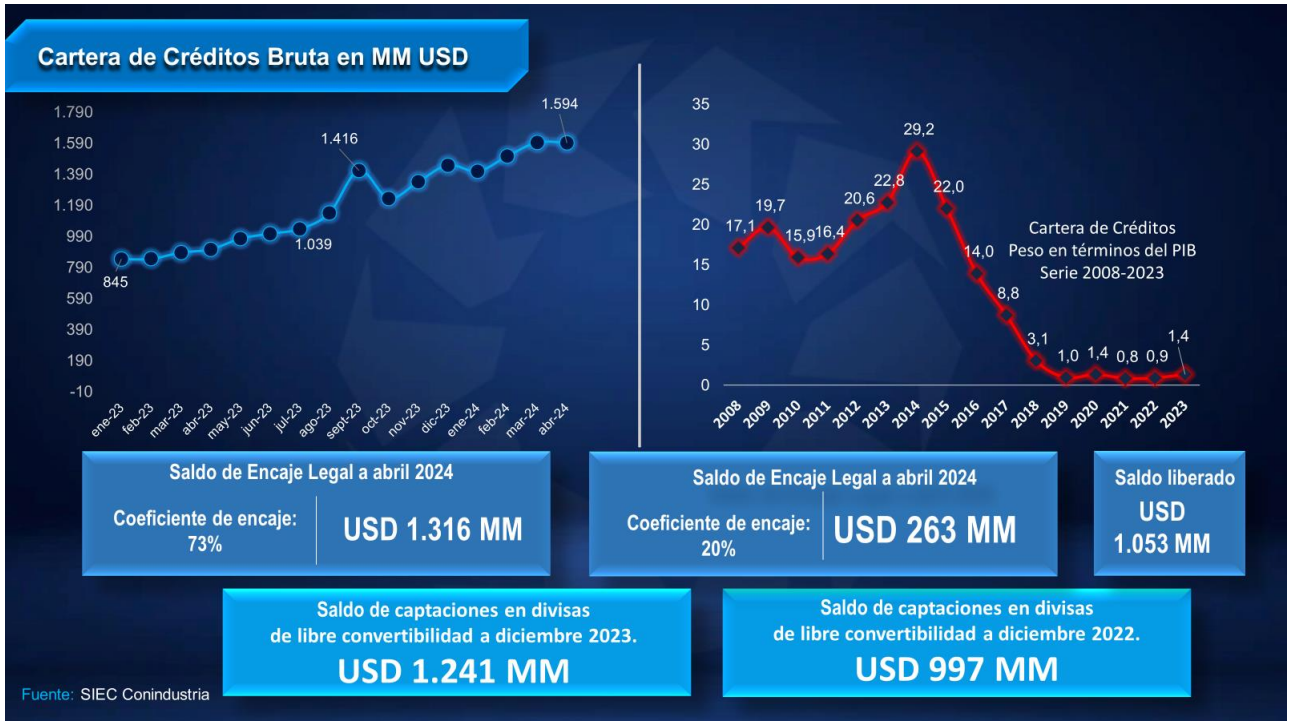 Cartera de Créditos Bruta en MM USD
1.790
1.590
1.390
1.190
990
790
590
390
190
-10
845
1.039
1.416
1.594
ene-23
feb-23
mar-23
abr-23
may-23
jun-23
jul-23
ago-23
sept-23
oct-23
nov-23
dic-23
ene-24
feb-24
mar-24
abr-24
35
30
25
20
15
10
5
0
17,1
19,7
15,9
16,4
20,6
22,8
29,2
22,0
14,0
8,8
3,1
1,0
1,4
0,8
0,9
1,4
Cartera de Créditos
Peso en términos del PIB
Serie 2008-2023
2008
2009
2010
2011
2012
2013
2014
2015
2016
2017
2018
2019
2020
2021
2022
2023
Saldo de Encaje Legal a abril 2024
Coeficiente de encaje:
73%
USD 1.316 MM
Saldo de Encaje Legal a abril 2024
Coeficiente de encaje:
20%
USD 263 MM
Saldo liberado
USD
1.053 MM
Saldo de captaciones en divisas
de libre convertibilidad a diciembre 2023.
USD 1.241 MM
Saldo de captaciones en divisas
de libre convertibilidad a diciembre 2022.
USD 997 MM
Fuente: SIEC Conindustria